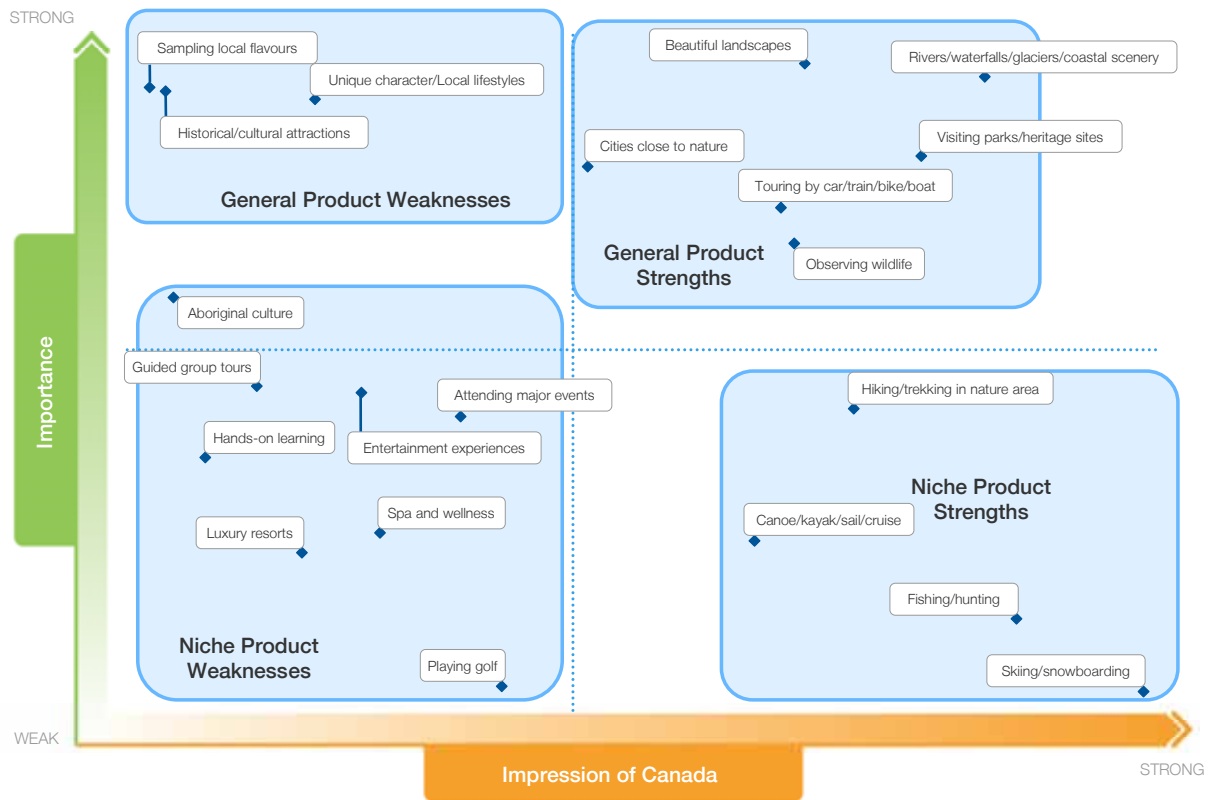 STRONG
Sampling local flavours
Unique character/Local lifestyles
Historical/cultural attractions
General Product Weaknesses
Beautiful landscapes
Rivers/waterfalls/glaciers/coastal scenery
Cities close to nature
Visiting parks/heritage sites
Touring by car/train/bike/boat
General Product
Strengths
Observing wildlife
Importance
Aboriginal culture
Guided group tours
Attending major events
Hands-on learning
Entertainment experiences
Luxury resorts
Spa and wellness
Niche Product
Weaknesses
Playing golf
Hiking/trekking in nature area
Niche Product
Strengths
Canoe/kayak/sail/cruise
Fishing/hunting
Skiing/snowboarding
WEAK
Impression of Canada
STRONG